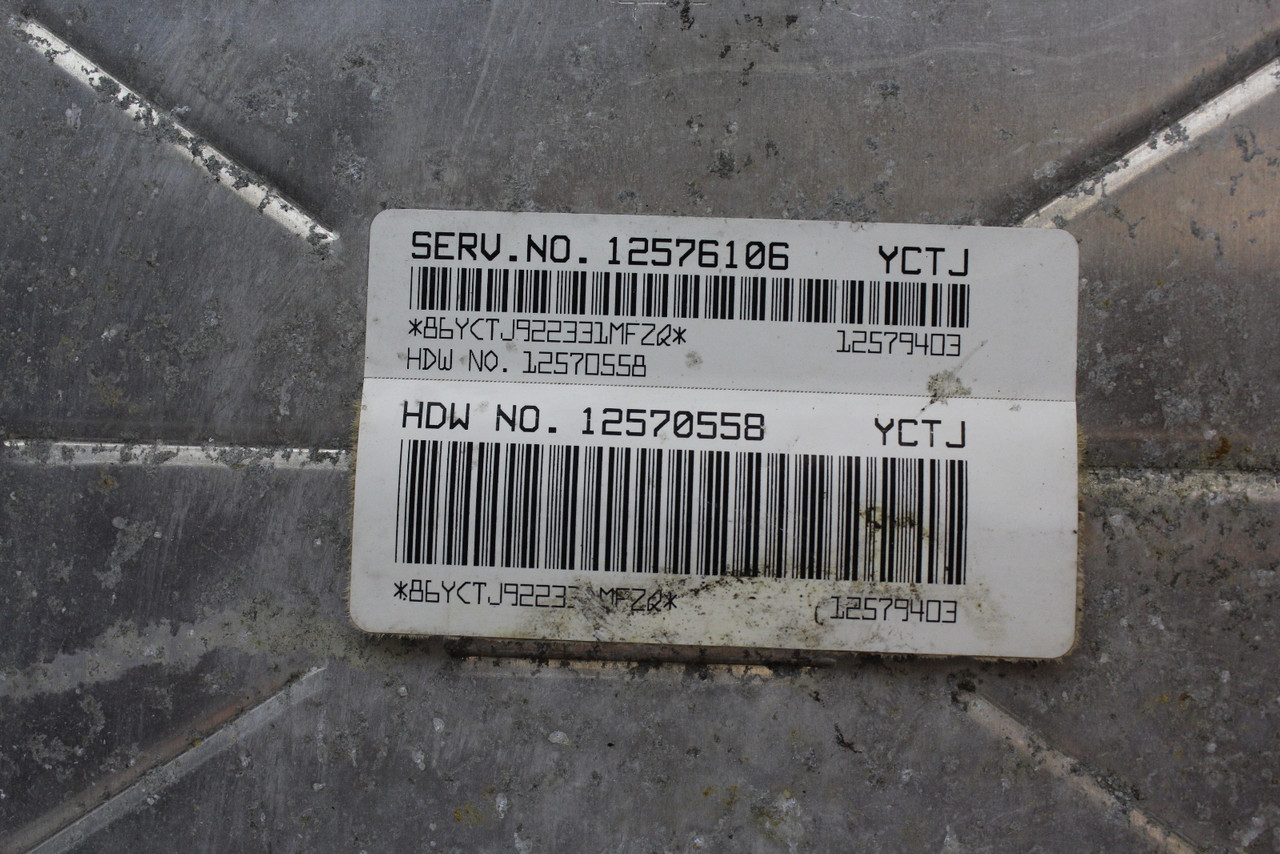 SERV.NO. 12576106 YCTJ
*86YCTJ922331MFZQ* 12579403
HDW NO. 12570558
HDW NO. 12570558 YCTJ
12579403